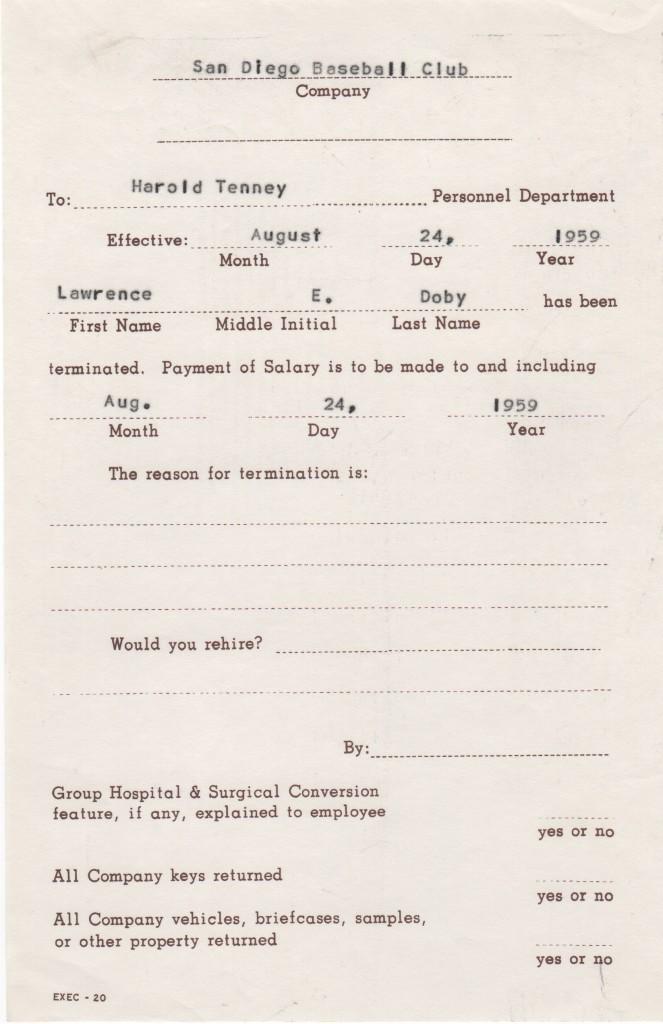 San Diego Baseball Club
Company
To: Harold Tenney Personnel Department
Effective: August 24, 1959
Month Day Year
Lawrence E. Doby has been
First Name Middle Initial Last Name
terminated. Payment of Salary is to be made to and including
Aug. 24, 1959
Month Day Year
The reason for termination is:
Would you rehire?
By:
Group Hospital & Surgical Conversion
feature, if any, explained to employee
yes or no
All Company keys returned
yes or no
All Company vehicles, briefcases, samples,
or other property returned
yes or no
EXEC - 20